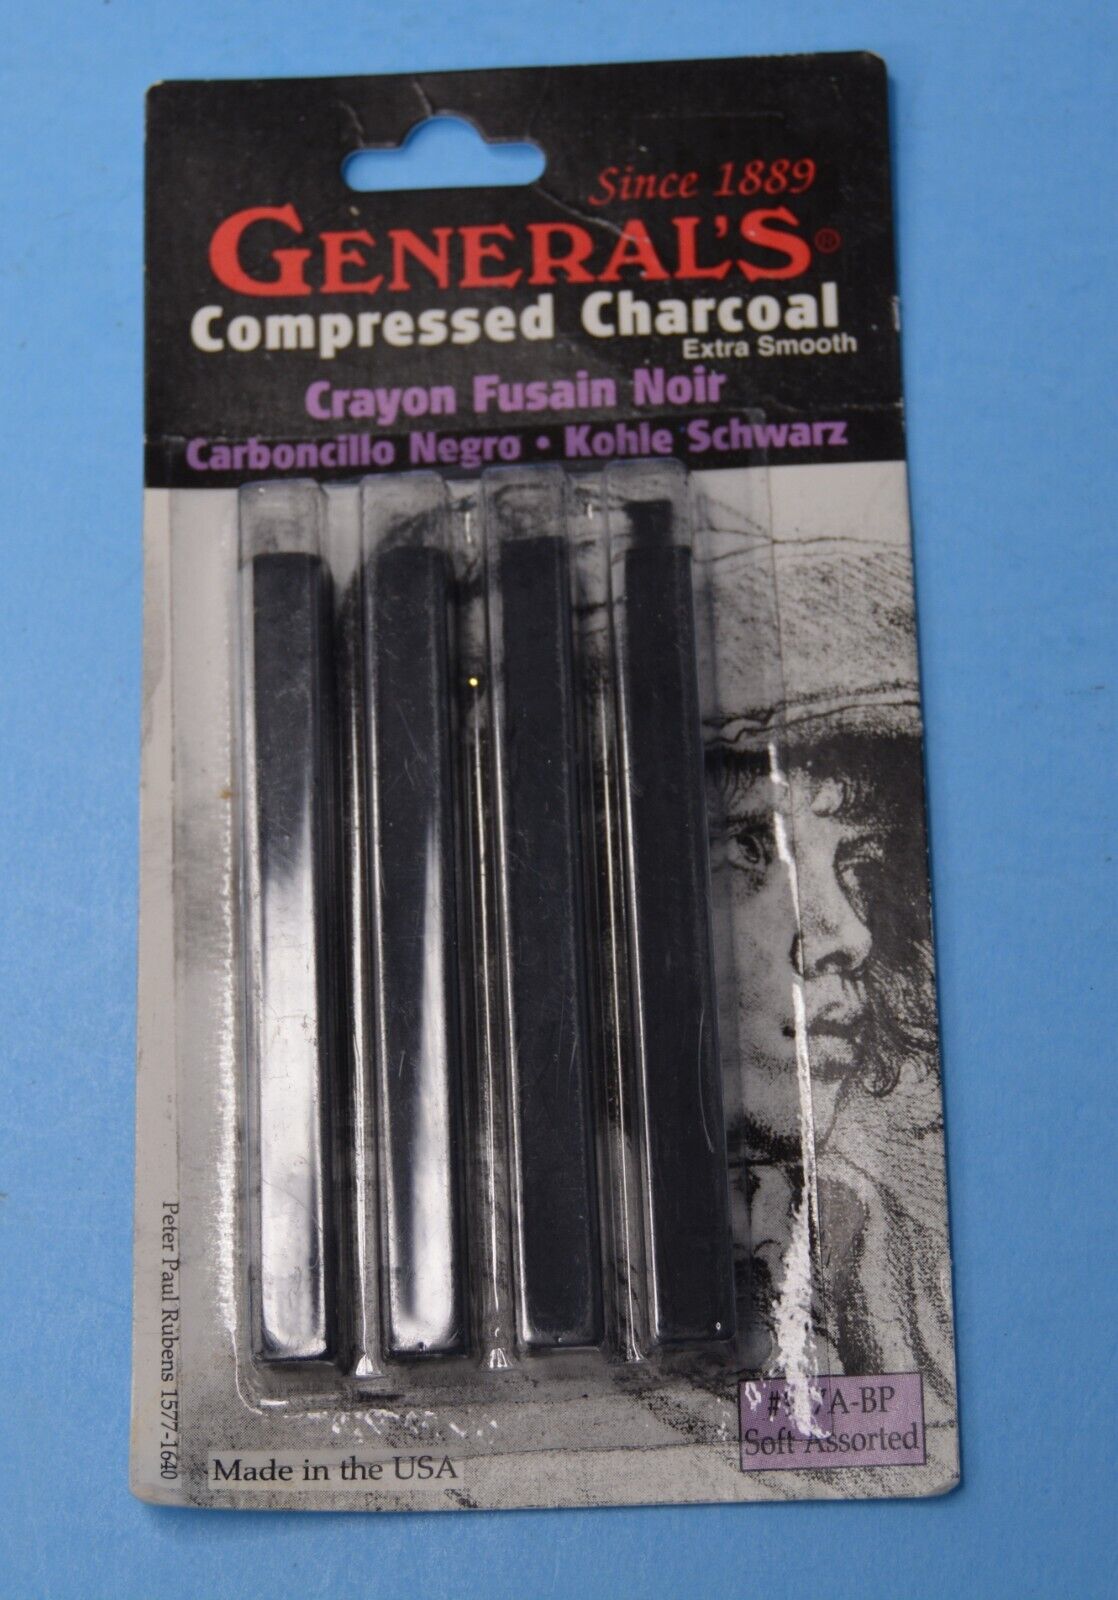 Since 1889
GENERAL'S®
Compressed Charcoal
Extra Smooth
Crayon Fusain Noir
Carboncillo Negro • Kohle Schwarz
Peter Paul Rübens 1577-1640
Made in the USA
Soft Assorted